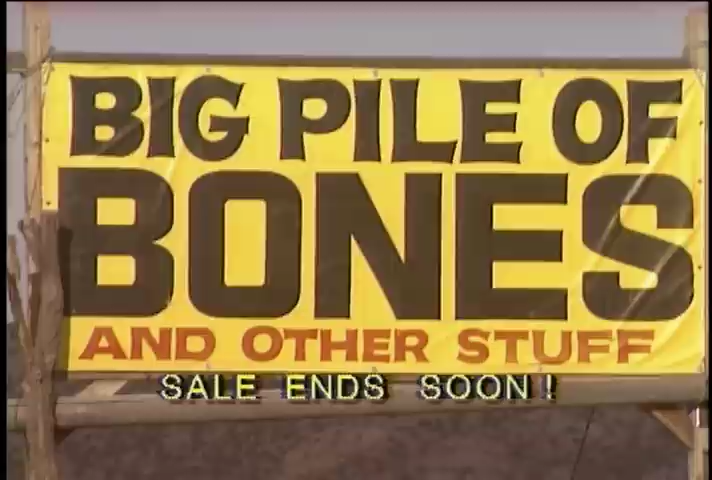 BIG PILE OF
BONES
AND OTHER STUFF
SALE ENDS SOON!